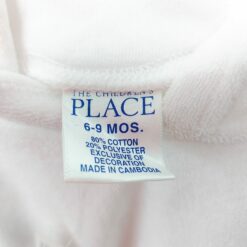 THE CHILDREN'S
PLACE
6-9 MOS.
80% COTTON
20% POLYESTER
EXCLUSIVE OF
DECORATION
MADE IN CAMBODIA